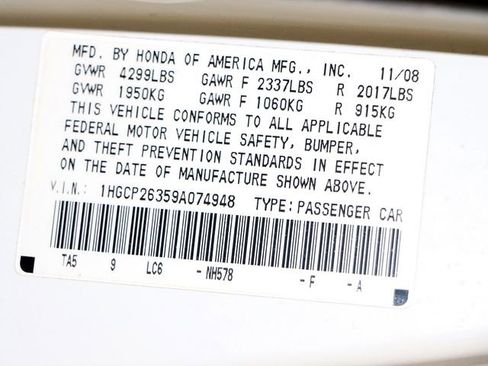 MFD. BY HONDA OF AMERICA MFG., INC. 11/08
GVWR 4299LBS GAWR F 2337LBS R 2017LBS
GVWR 1950KG GAWR F 1060KG R 915KG
THIS VEHICLE CONFORMS TO ALL APPLICABLE
FEDERAL MOTOR VEHICLE SAFETY, BUMPER,
AND THEFT PREVENTION STANDARDS IN EFFECT
ON THE DATE OF MANUFACTURE SHOWN ABOVE.
V.I.N.: 1HGCP26359A074948 TYPE:PASSENGER CAR
TA5 9 LC6 -NH578 -F -A